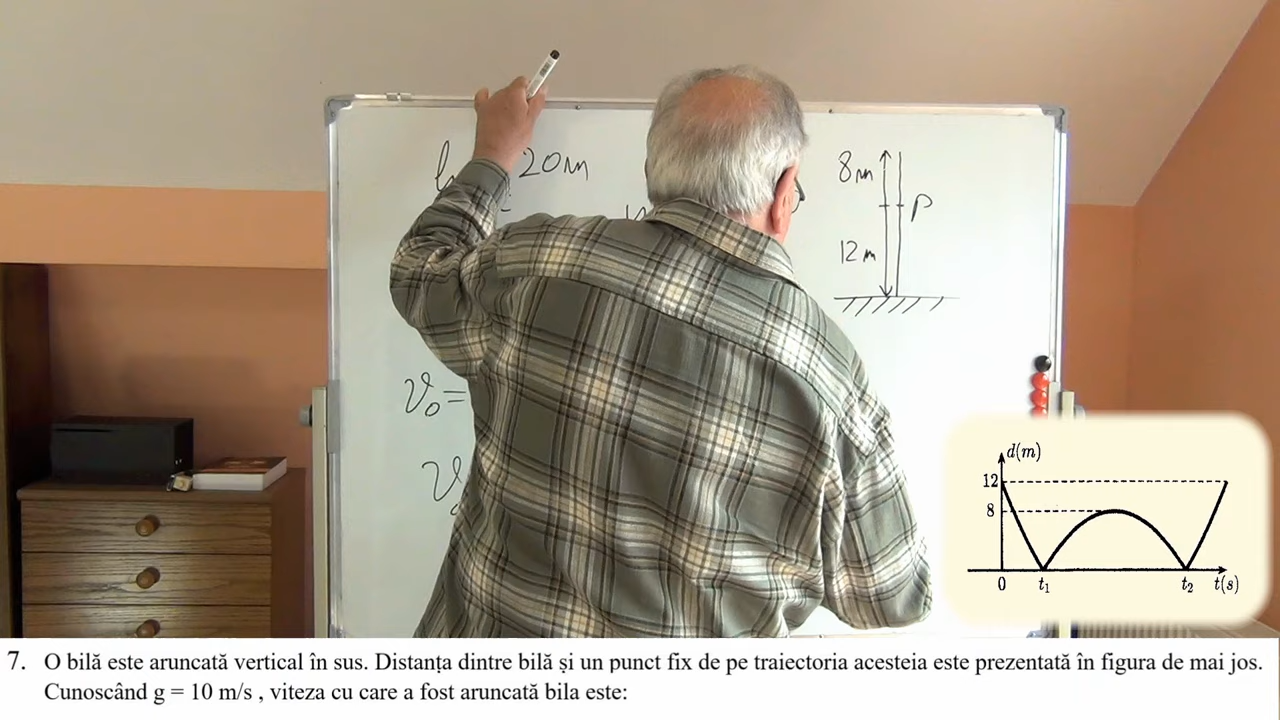 20m
8m
P
12m
v₀=
d(m)
12
8
0 t₁ t₂ t(s)
7. O bilă este aruncată vertical în sus. Distanța dintre bilă și un punct fix de pe traiectoria acesteia este prezentată în figura de mai jos.
Cunoscând g = 10 m/s , viteza cu care a fost aruncată bila este: